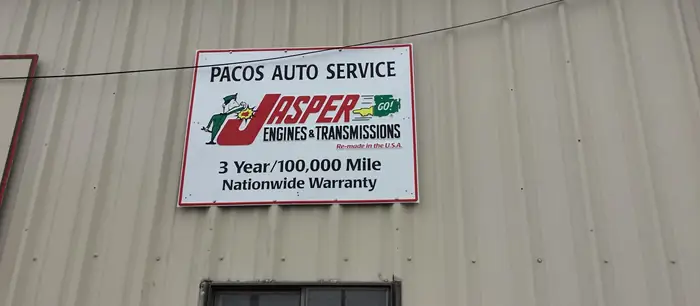 PACOS AUTO SERVICE
JASPER GO!
ENGINES & TRANSMISSIONS
Re-made in the U.S.A.
3 Year/100,000 Mile
Nationwide Warranty